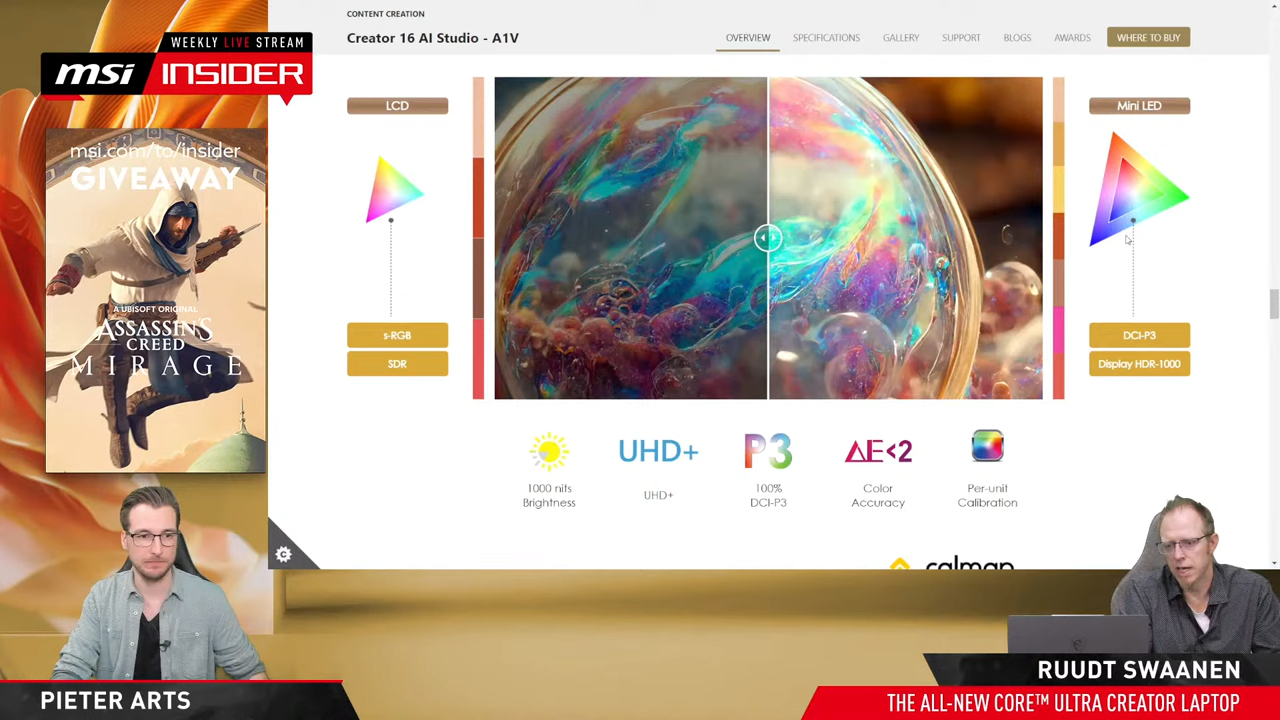 WEEKLY LIVE STREAM
msi INSIDER
msi.com/to/insider
GIVEAWAY
A UBISOFT ORIGINAL
ASSASSIN'S
CREED
MIRAGE
CONTENT CREATION
Creator 16 AI Studio - A1V
OVERVIEW
SPECIFICATIONS
GALLERY
SUPPORT
BLOGS
AWARDS
WHERE TO BUY
LCD
s-RGB
SDR
Mini LED
DCI-P3
Display HDR-1000
1000 nits
Brightness
UHD+
UHD+
P3
100%
DCI-P3
ΔE<2
Color
Accuracy
Per-unit
Calibration
calman
PIETER ARTS
RUUDT SWAANEN
THE ALL-NEW CORE™ ULTRA CREATOR LAPTOP